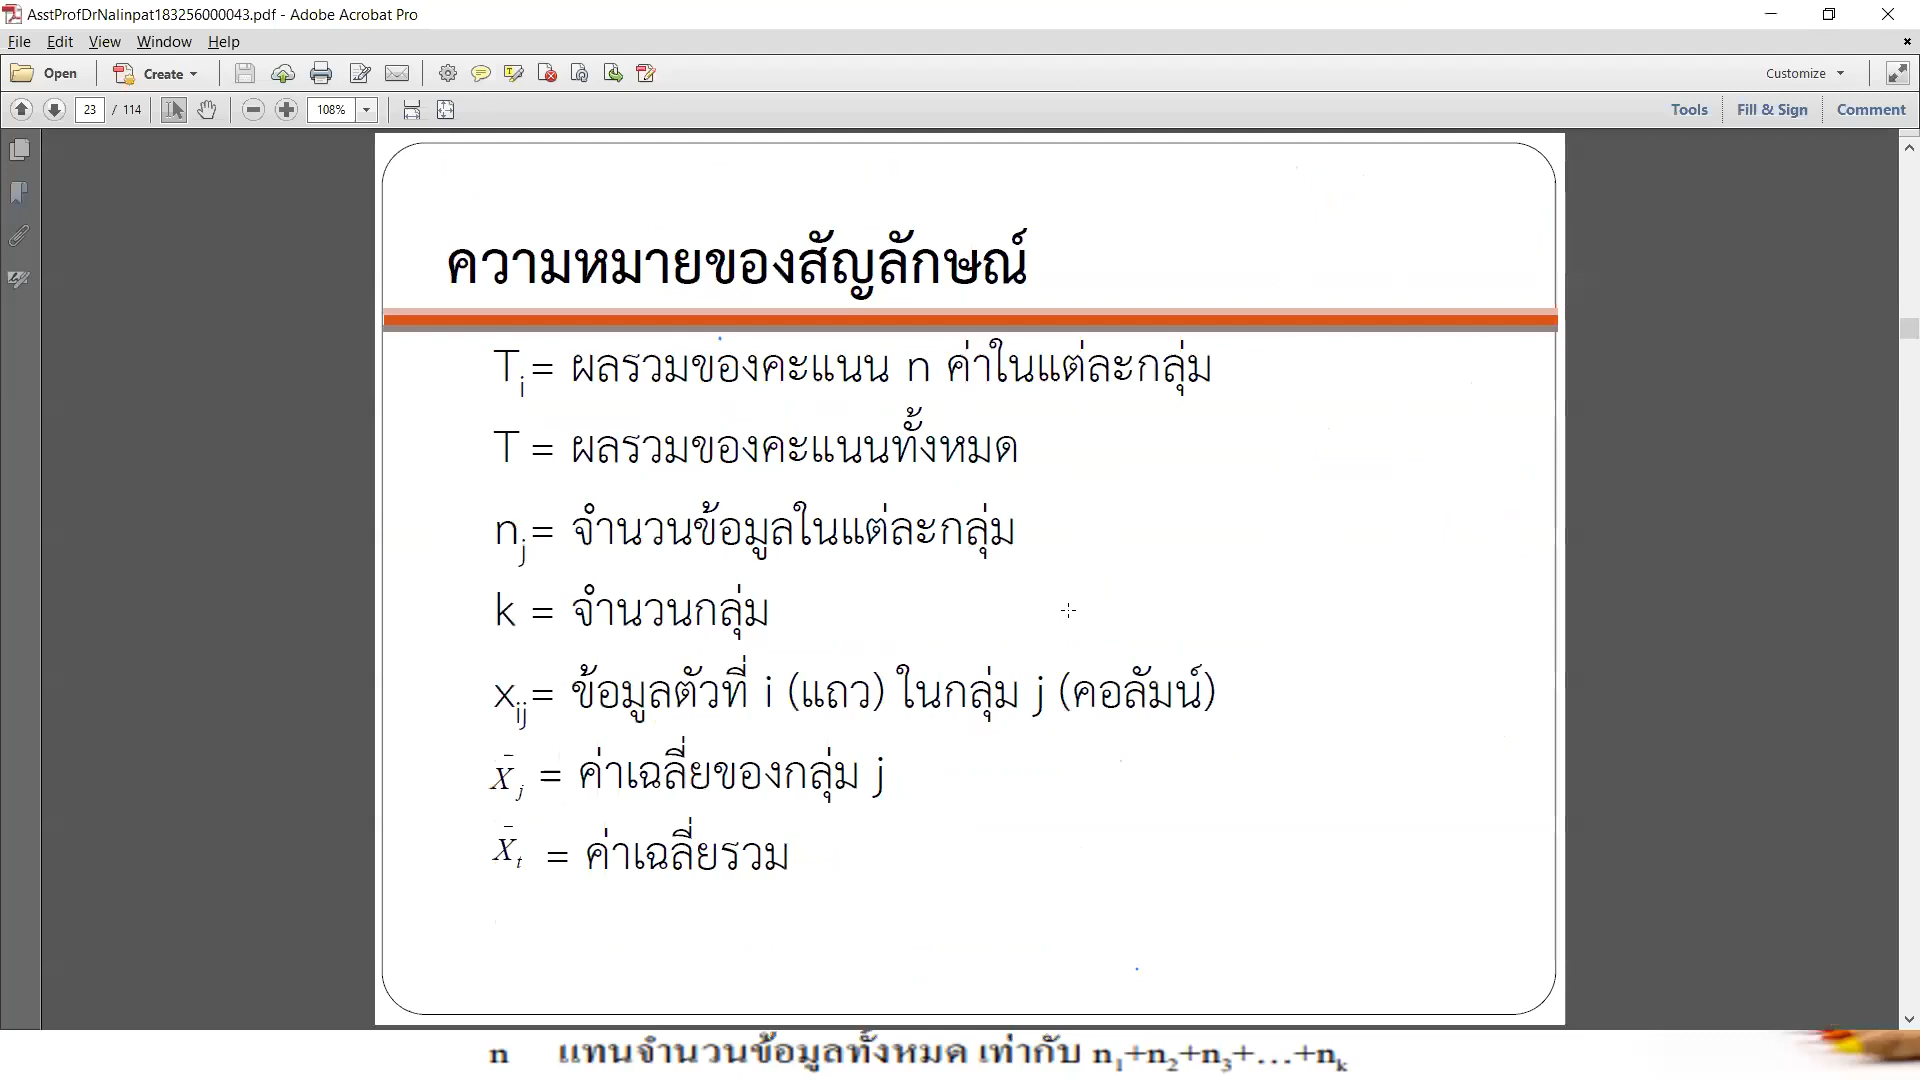 AsstProfDrNalinpat183256000043.pdf - Adobe Acrobat Pro
File Edit View Window Help
Open Create Customize
23 / 114 108% Tools Fill & Sign Comment
ความหมายของสัญลักษณ์
Ti = ผลรวมของคะแนน n ค่าในแต่ละกลุ่ม
T = ผลรวมของคะแนนทั้งหมด
nj = จำนวนข้อมูลในแต่ละกลุ่ม
k = จำนวนกลุ่ม
xij = ข้อมูลตัวที่ i (แถว) ในกลุ่ม j (คอลัมน์)
X̄j = ค่าเฉลี่ยของกลุ่ม j
X̄t = ค่าเฉลี่ยรวม
n แทนจำนวนข้อมูลทั้งหมด เท่ากับ n1+n2+n3+...+nk